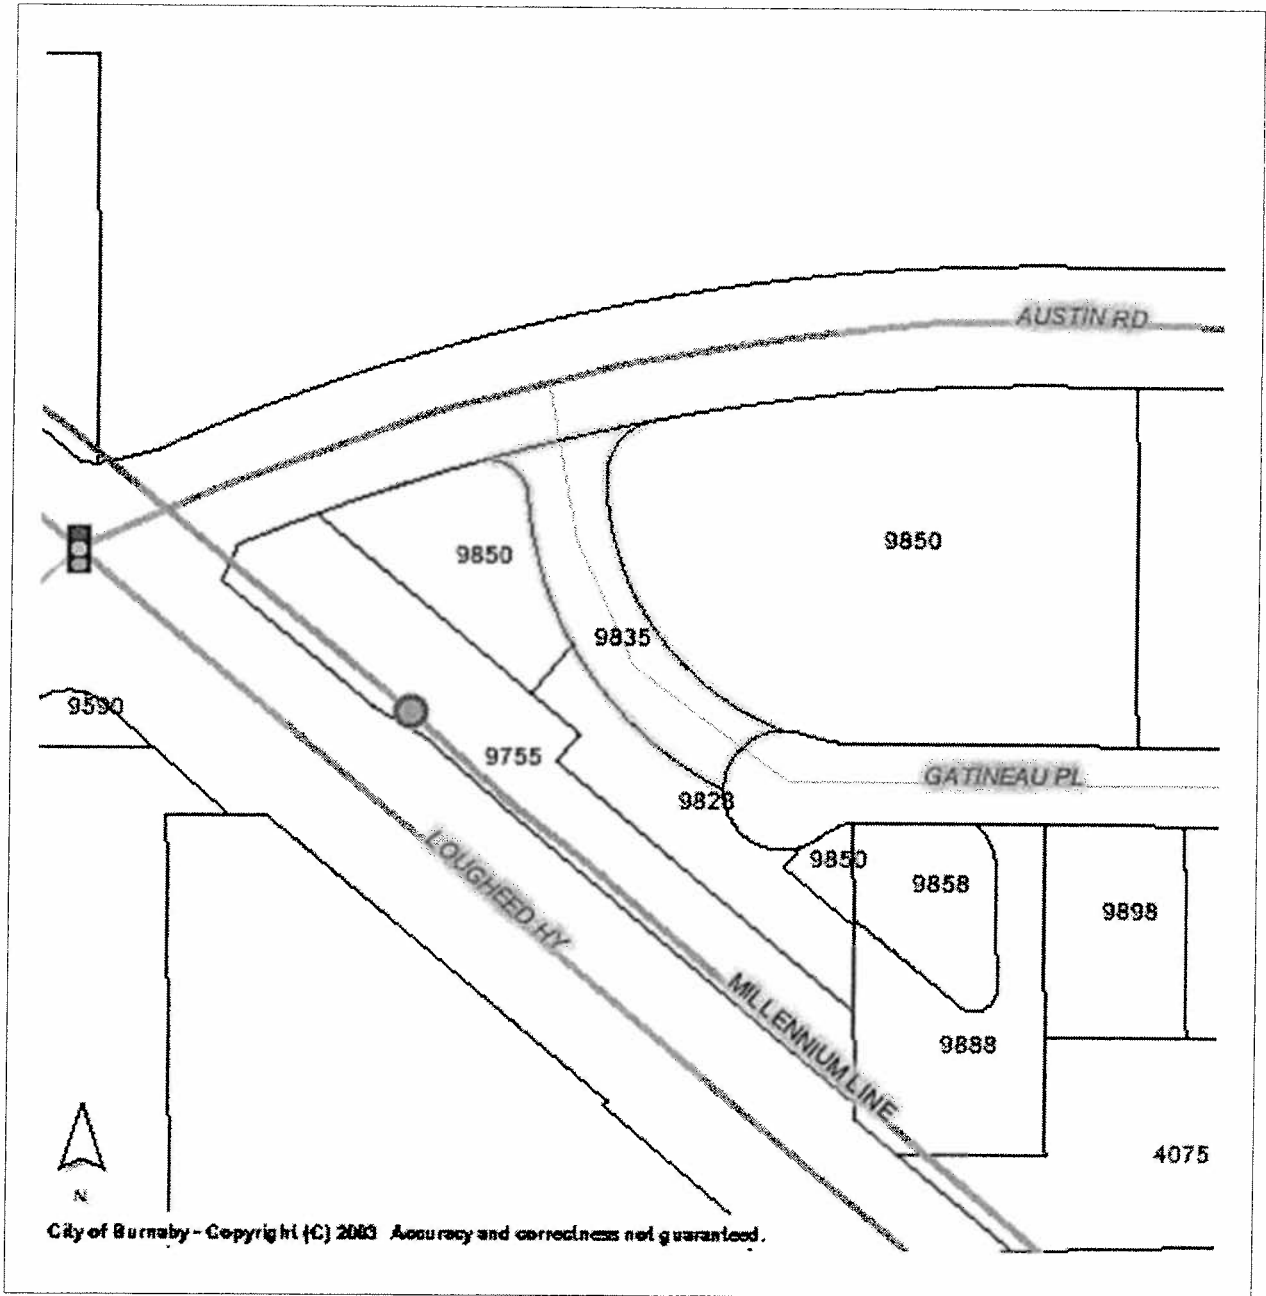 AUSTIN RD
9850
9850
9835
9590
9755
GATINEAU PL
9823
LOUGHEED HY
9850
9858
9898
MILLENNIUM LINE
9888
4075
N
City of Burnaby - Copyright (C) 2003 Accuracy and correctness not guaranteed.